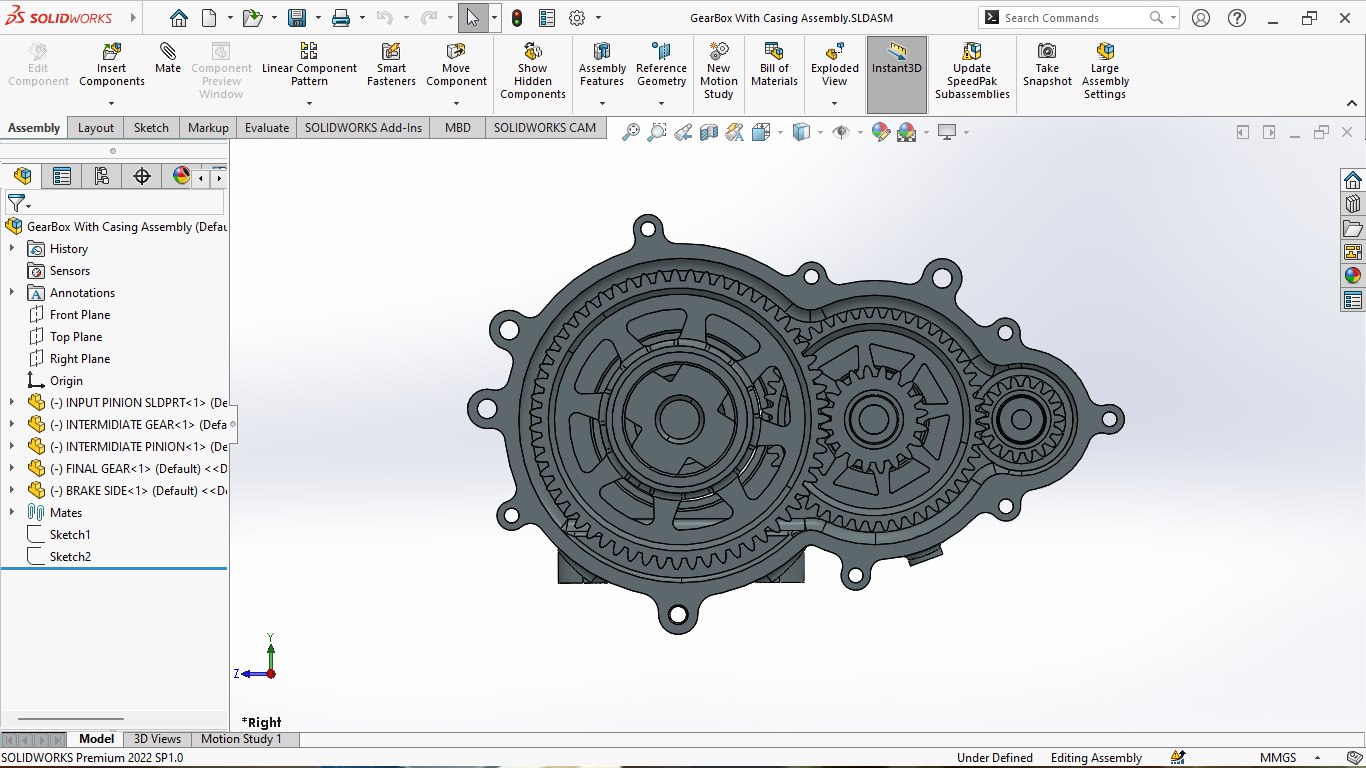 SOLIDWORKS
GearBox With Casing Assembly.SLDASM
Search Commands
Edit
Component
Insert
Components
Mate
Component
Preview
Window
Linear Component
Pattern
Smart
Fasteners
Move
Component
Show
Hidden
Components
Assembly
Features
Reference
Geometry
New
Motion
Study
Bill of
Materials
Exploded
View
Instant3D
Update
SpeedPak
Subassemblies
Take
Snapshot
Large
Assembly
Settings
Assembly
Layout
Sketch
Markup
Evaluate
SOLIDWORKS Add-Ins
MBD
SOLIDWORKS CAM
GearBox With Casing Assembly (Defau
History
Sensors
Annotations
Front Plane
Top Plane
Right Plane
Origin
(-) INPUT PINION SLDPRT<1> (De
(-) INTERMIDIATE GEAR<1> (Defa
(-) INTERMIDIATE PINION<1> (De
(-) FINAL GEAR<1> (Default) <<D
(-) BRAKE SIDE<1> (Default) <<D
Mates
Sketch1
Sketch2
Y
Z
*Right
Model
3D Views
Motion Study 1
SOLIDWORKS Premium 2022 SP1.0
Under Defined
Editing Assembly
MMGS